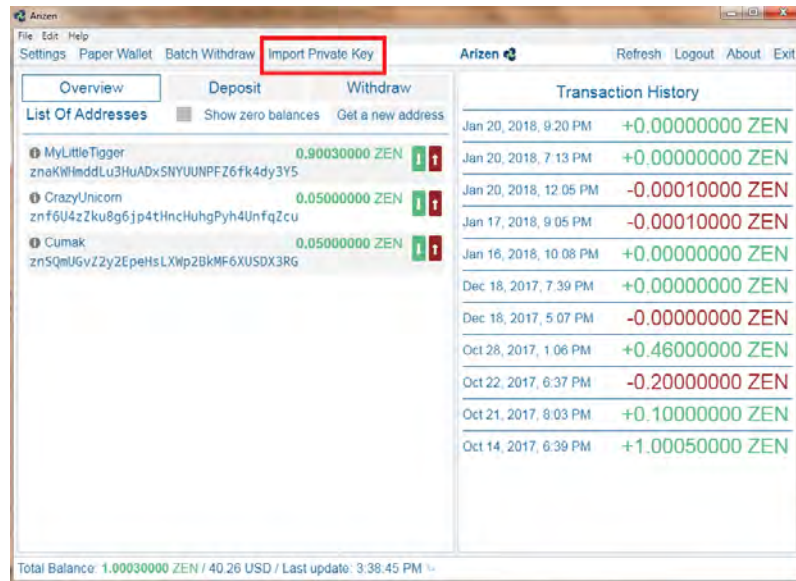 Arizen
File Edit Help
Settings Paper Wallet Batch Withdraw Import Private Key Arizen Refresh Logout About Exit
Overview Deposit Withdraw
List Of Addresses Show zero balances Get a new address
MyLittleTigger 0.90030000 ZEN
znaKWHmddLu3HuADxSNYUUNPFZ6fk4dy3Y5
CrazyUnicorn 0.05000000 ZEN
znf6U4zZku8g6jp4tHncHuhgPyh4UnfqZcu
Cumak 0.05000000 ZEN
znSQmUGvZ2y2EpeHsLXWp2BkMF6XUSDX3RG
Transaction History
Jan 20, 2018, 9:20 PM +0.00000000 ZEN
Jan 20, 2018, 7:13 PM +0.00000000 ZEN
Jan 20, 2018, 12:05 PM -0.00010000 ZEN
Jan 17, 2018, 9:05 PM -0.00010000 ZEN
Jan 16, 2018, 10:08 PM +0.00000000 ZEN
Dec 18, 2017, 7:39 PM +0.00000000 ZEN
Dec 18, 2017, 5:07 PM -0.00000000 ZEN
Oct 28, 2017, 1:06 PM +0.46000000 ZEN
Oct 22, 2017, 6:37 PM -0.20000000 ZEN
Oct 21, 2017, 8:03 PM +0.10000000 ZEN
Oct 14, 2017, 6:39 PM +1.00050000 ZEN
Total Balance: 1.00030000 ZEN / 40.26 USD / Last update: 3:38:45 PM